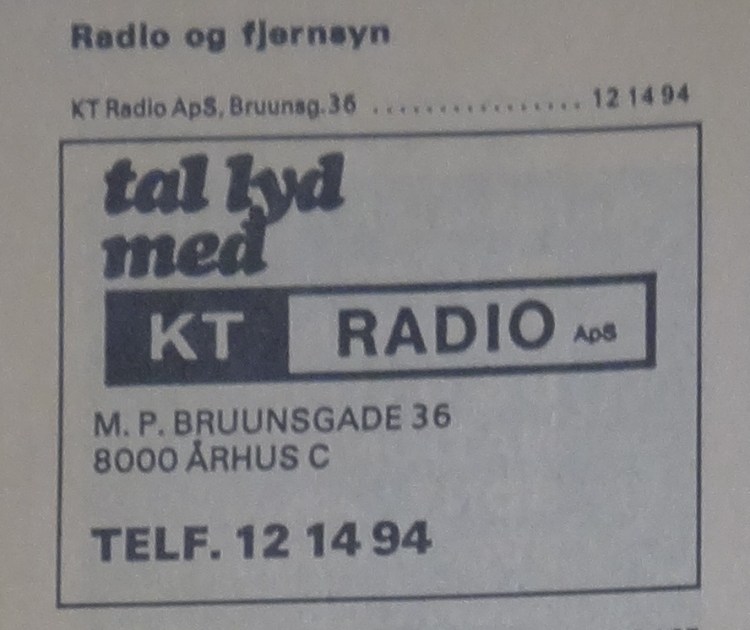 Radio og fjernsyn
KT Radio ApS, Bruunsg. 36 ................ 12 14 94
tal lyd
med
KT RADIO ApS
M. P. BRUUNSGADE 36
8000 ÅRHUS C
TELF. 12 14 94